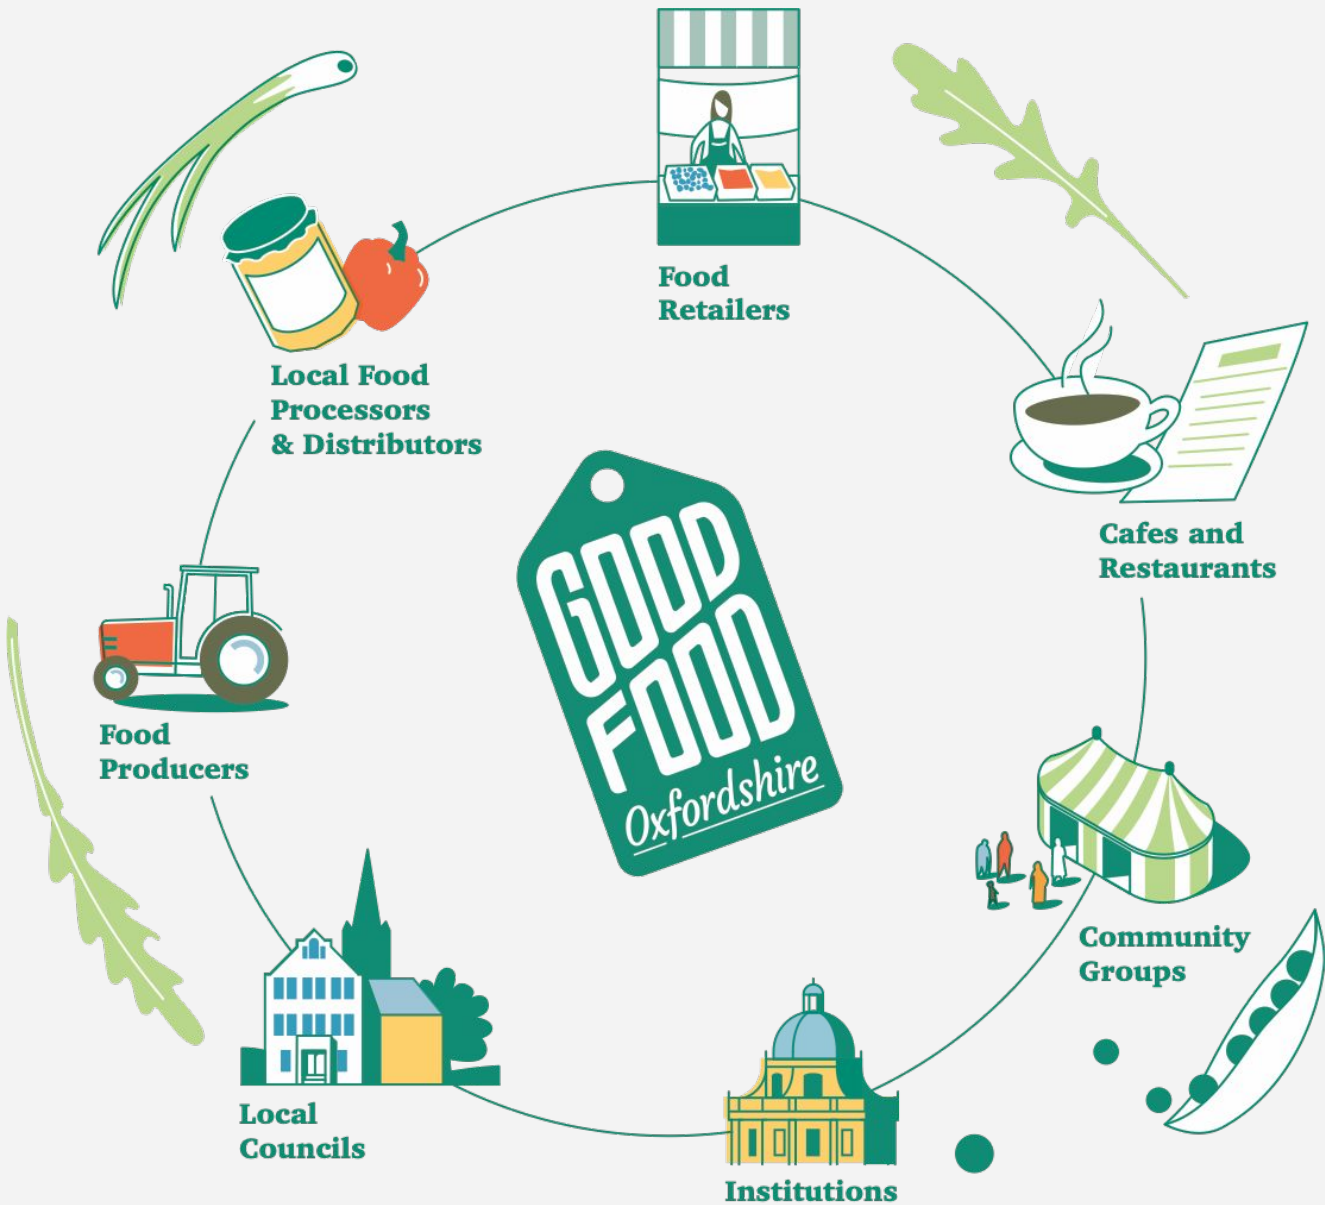 Food
Retailers
Local Food
Processors
& Distributors
GOOD
FOOD
Oxfordshire
Cafes and
Restaurants
Food
Producers
Community
Groups
Local
Councils
Institutions